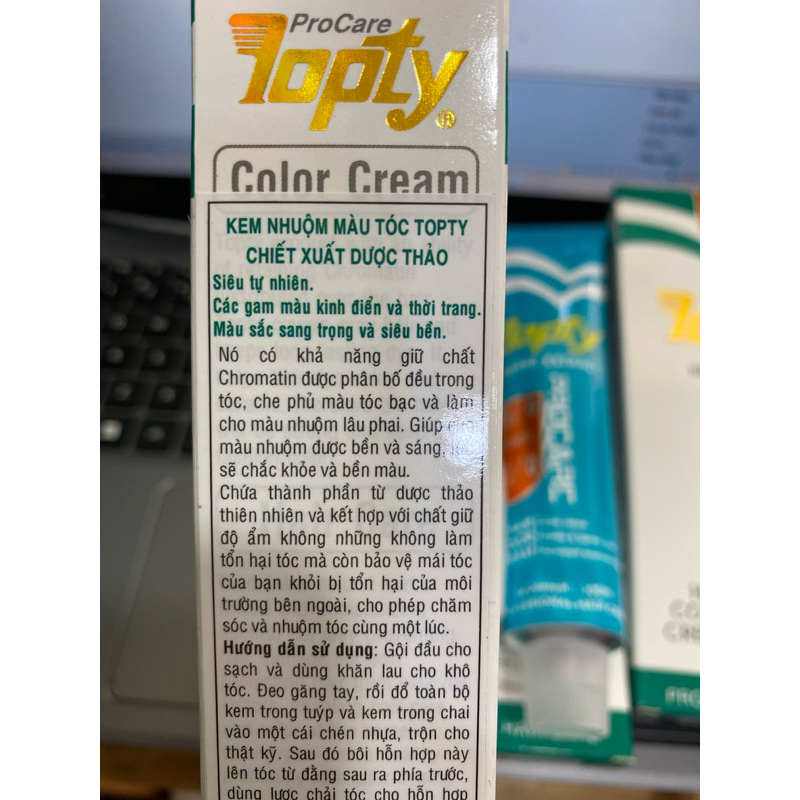 ProCare
Topty®
Color Cream
KEM NHUỘM MÀU TÓC TOPTY
CHIẾT XUẤT DƯỢC THẢO
Siêu tự nhiên.
Các gam màu kinh điển và thời trang.
Màu sắc sang trọng và siêu bền.
Nó có khả năng giữ chất
Chromatin được phân bố đều trong
tóc, che phủ màu tóc bạc và làm
cho màu nhuộm lâu phai. Giúp
màu nhuộm được bền và sáng,
sẽ chắc khỏe và bền màu.
Chứa thành phần từ dược thảo
thiên nhiên và kết hợp với chất giữ
độ ẩm không những không làm
tổn hại tóc mà còn bảo vệ mái tóc
của bạn khỏi bị tổn hại của môi
trường bên ngoài, cho phép chăm
sóc và nhuộm tóc cùng một lúc.
Hướng dẫn sử dụng: Gội đầu cho
sạch và dùng khăn lau cho khô
tóc. Đeo găng tay, rồi đổ toàn bộ
kem trong tuýp và kem trong chai
vào một cái chén nhựa, trộn cho
thật kỹ. Sau đó bôi hỗn hợp này
lên tóc từ đằng sau ra phía trước,
dùng lược chải tóc cho hỗn hợp
Topty
PROCARE